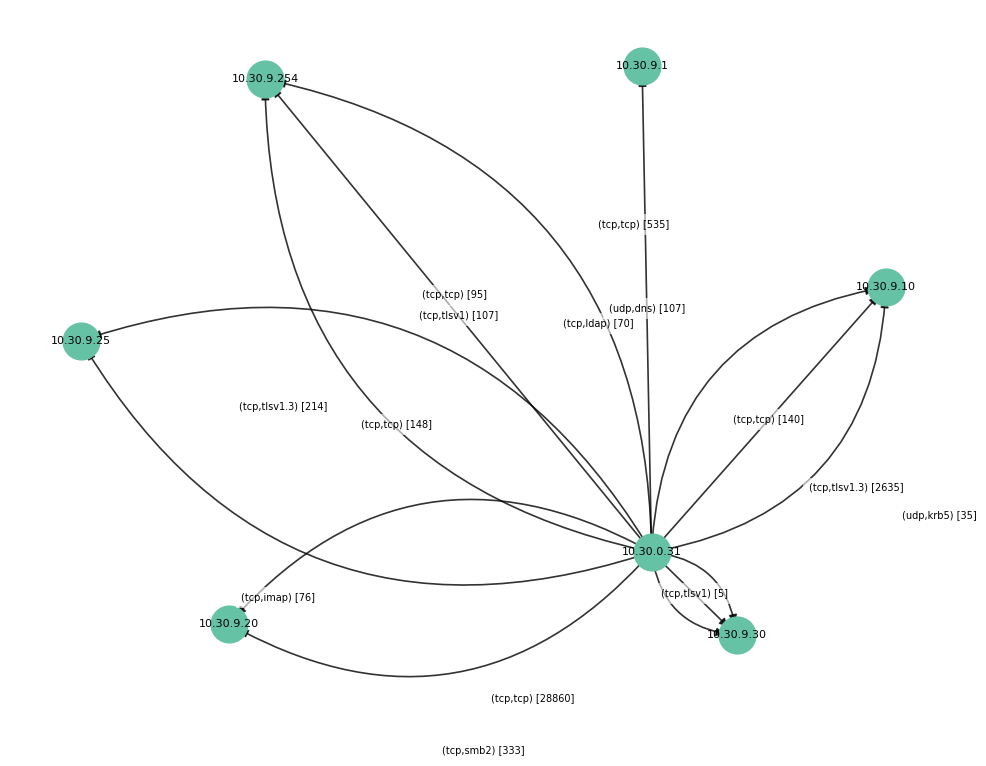 10.30.9.1
10.30.9.254
(tcp,tcp) [535]
10.30.9.10
(tcp,tcp) [95]
(udp,dns) [107]
(tcp,tlsv1) [107]
(tcp,ldap) [70]
10.30.9.25
(tcp,tlsv1.3) [214]
(tcp,tcp) [140]
(tcp,tcp) [148]
(tcp,tlsv1.3) [2635]
(udp,krb5) [35]
10.30.0.31
(tcp,tlsv1) [5]
(tcp,imap) [76]
10.30.9.20
10.30.9.30
(tcp,tcp) [28860]
(tcp,smb2) [333]